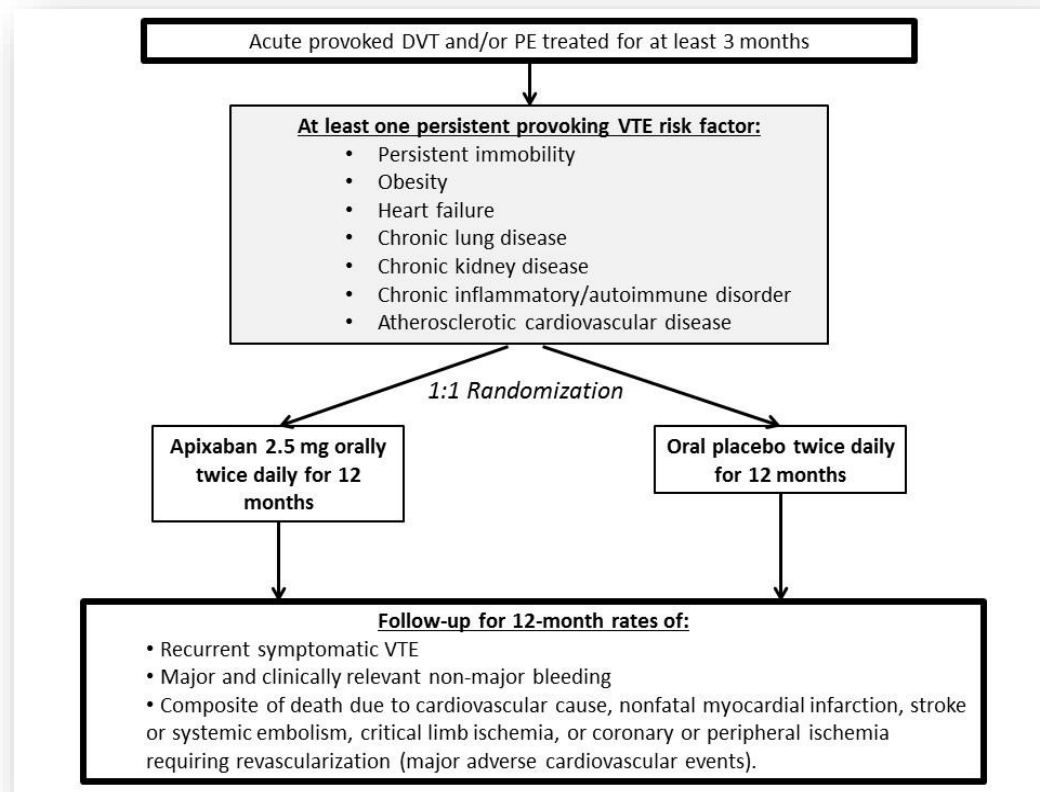 Acute provoked DVT and/or PE treated for at least 3 months
At least one persistent provoking VTE risk factor:
• Persistent immobility
• Obesity
• Heart failure
• Chronic lung disease
• Chronic kidney disease
• Chronic inflammatory/autoimmune disorder
• Atherosclerotic cardiovascular disease
1:1 Randomization
Apixaban 2.5 mg orally
twice daily for 12
months
Oral placebo twice daily
for 12 months
Follow-up for 12-month rates of:
• Recurrent symptomatic VTE
• Major and clinically relevant non-major bleeding
• Composite of death due to cardiovascular cause, nonfatal myocardial infarction, stroke
or systemic embolism, critical limb ischemia, or coronary or peripheral ischemia
requiring revascularization (major adverse cardiovascular events).